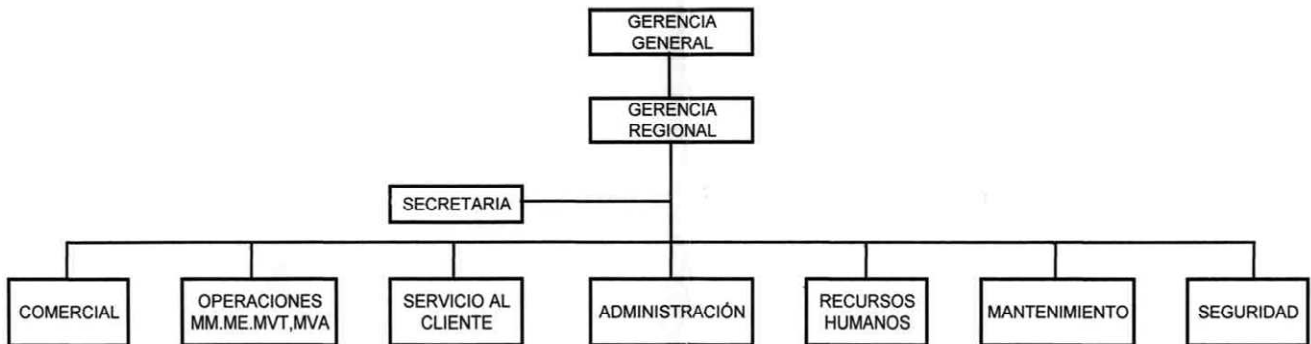 GERENCIA
GENERAL
GERENCIA
REGIONAL
SECRETARIA
COMERCIAL
OPERACIONES
MM.ME.MVT,MVA
SERVICIO AL
CLIENTE
ADMINISTRACIÓN
RECURSOS
HUMANOS
MANTENIMIENTO
SEGURIDAD